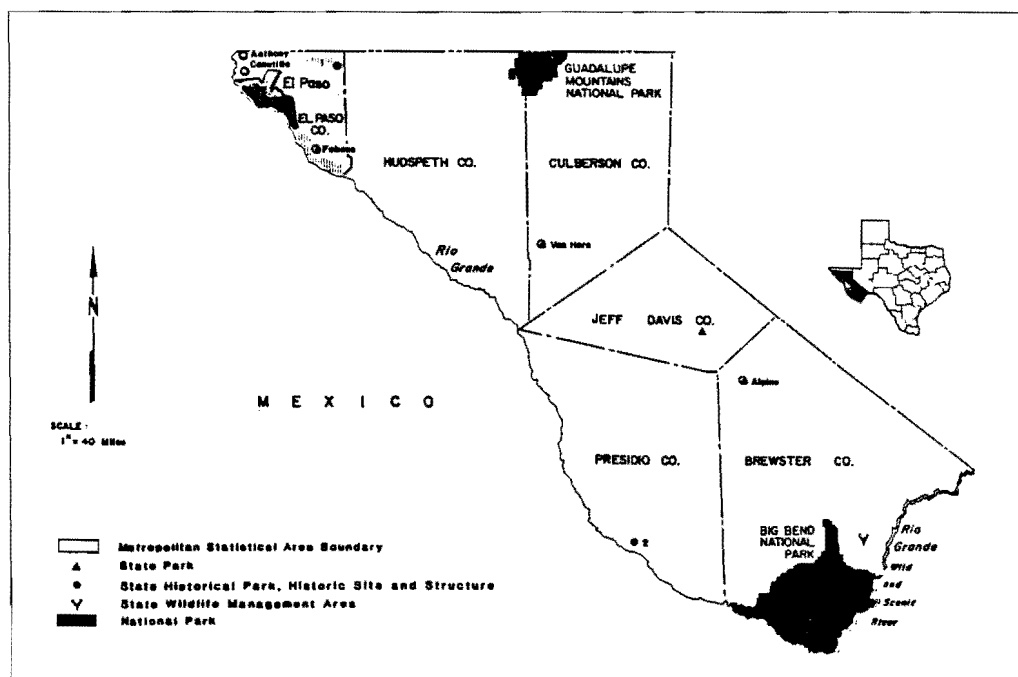 Anthony
Canutillo
El Paso
EL PASO
CO.
Fabens
HUDSPETH CO.
GUADALUPE
MOUNTAINS
NATIONAL PARK
CULBERSON CO.
Van Horn
Rio
Grande
JEFF DAVIS CO.
N
Alpine
MEXICO
SCALE:
1" = 40 Miles
PRESIDIO CO.
BREWSTER CO.
BIG BEND
NATIONAL
PARK
Rio
Grande
Wild
and
Scenic
River
2
Metropolitan Statistical Area Boundary
State Park
State Historical Park, Historic Site and Structure
State Wildlife Management Area
National Park